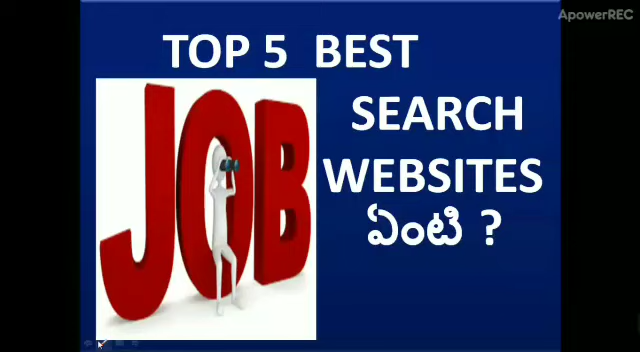 ApowerREC
TOP 5 BEST
JOB
SEARCH
WEBSITES
ఏంటి ?